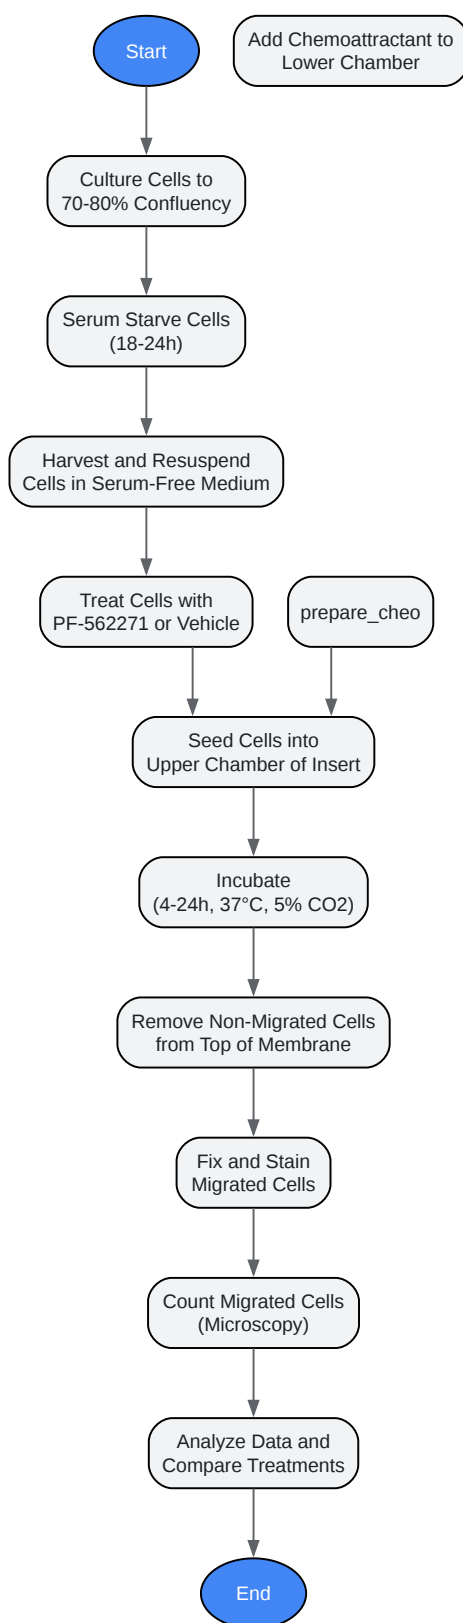 Start
Add Chemoattractant to
Lower Chamber
Culture Cells to
70-80% Confluency
Serum Starve Cells
(18-24h)
Harvest and Resuspend
Cells in Serum-Free Medium
Treat Cells with
PF-562271 or Vehicle
prepare_cheo
Seed Cells into
Upper Chamber of Insert
Incubate
(4-24h, 37°C, 5% CO2)
Remove Non-Migrated Cells
from Top of Membrane
Fix and Stain
Migrated Cells
Count Migrated Cells
(Microscopy)
Analyze Data and
Compare Treatments
End